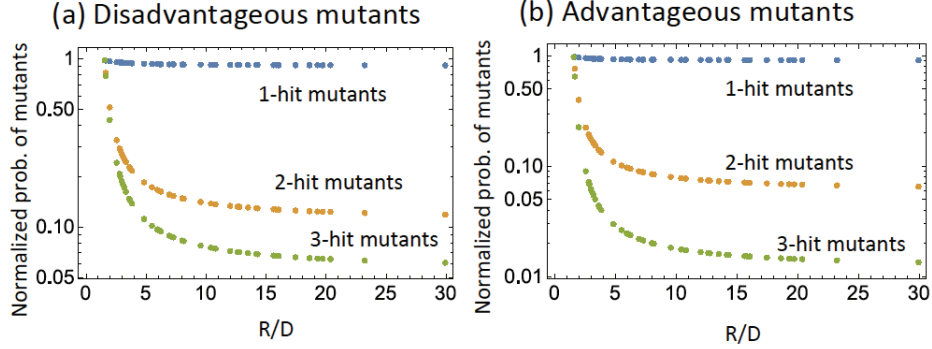 (a) Disadvantageous mutants
Normalized prob. of mutants
1
0.50
0.10
0.05
1-hit mutants
2-hit mutants
3-hit mutants
0 5 10 15 20 25 30
R/D
(b) Advantageous mutants
Normalized prob. of mutants
1
0.50
0.10
0.05
0.01
1-hit mutants
2-hit mutants
3-hit mutants
0 5 10 15 20 25 30
R/D